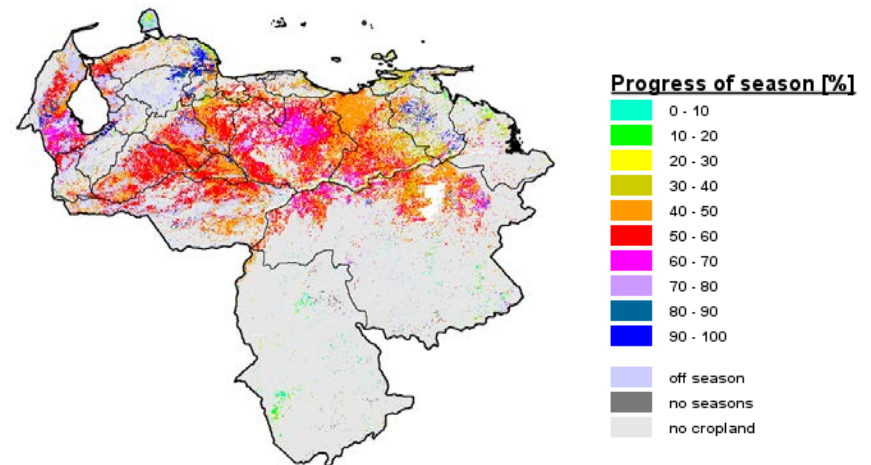 Progress of season [%]
0 - 10
10 - 20
20 - 30
30 - 40
40 - 50
50 - 60
60 - 70
70 - 80
80 - 90
90 - 100
off season
no seasons
no cropland